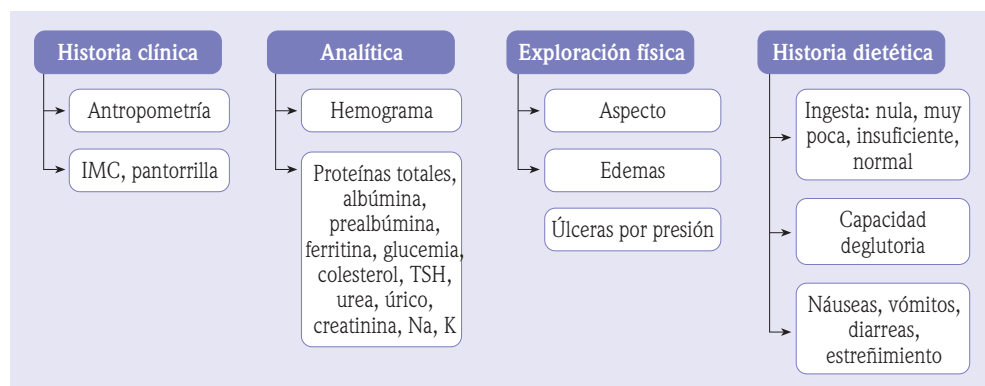 Historia clínica
Antropometría
IMC, pantorrilla
Analítica
Hemograma
Proteínas totales,
albúmina,
prealbúmina,
ferritina, glucemia,
colesterol, TSH,
urea, úrico,
creatinina, Na, K
Exploración física
Aspecto
Edemas
Úlceras por presión
Historia dietética
Ingesta: nula, muy
poca, insuficiente,
normal
Capacidad
deglutoria
Náuseas, vómitos,
diarreas,
estreñimiento